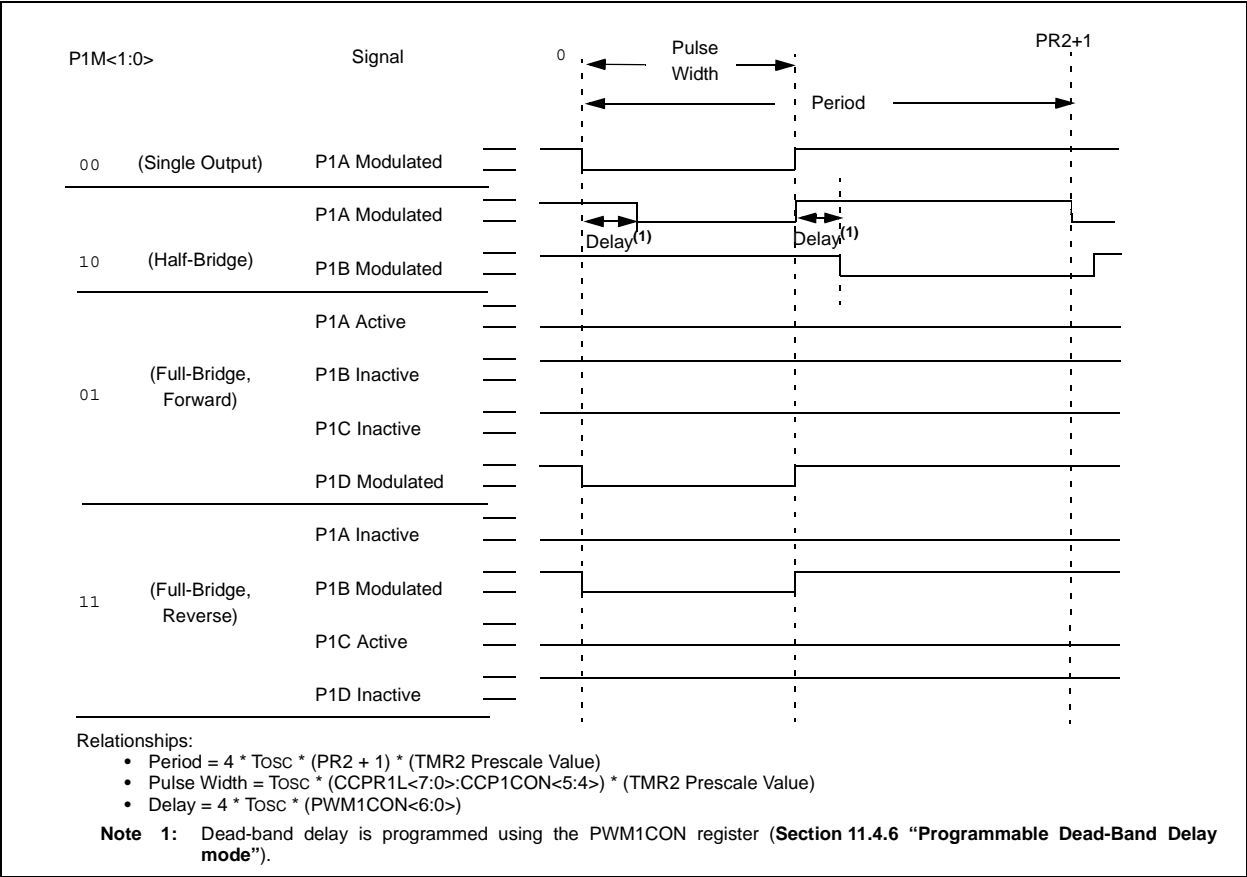 P1M<1:0> Signal 0 Pulse Width PR2+1
Period
00 (Single Output) P1A Modulated
P1A Modulated
Delay(1) Delay(1)
10 (Half-Bridge) P1B Modulated
P1A Active
01 (Full-Bridge, Forward) P1B Inactive
P1C Inactive
P1D Modulated
P1A Inactive
11 (Full-Bridge, Reverse) P1B Modulated
P1C Active
P1D Inactive
Relationships:
• Period = 4 * TOSC * (PR2 + 1) * (TMR2 Prescale Value)
• Pulse Width = TOSC * (CCPR1L<7:0>:CCP1CON<5:4>) * (TMR2 Prescale Value)
• Delay = 4 * TOSC * (PWM1CON<6:0>)
Note 1: Dead-band delay is programmed using the PWM1CON register (Section 11.4.6 “Programmable Dead-Band Delay
mode”).